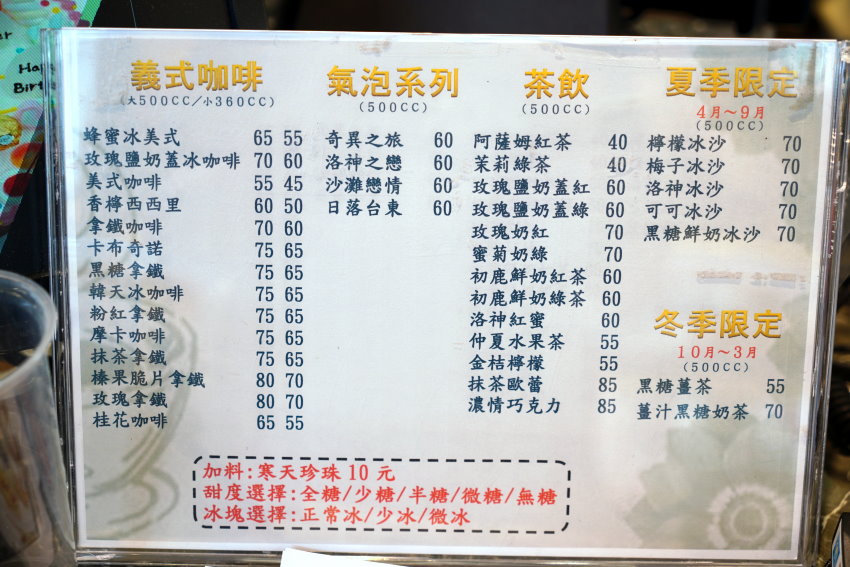 Hap
Birt
義式咖啡
(大500CC/小360CC)
蜂蜜冰美式 65 55
玫瑰鹽奶蓋冰咖啡 70 60
美式咖啡 55 45
香檸西西里 60 50
拿鐵咖啡 70 60
卡布奇諾 75 65
黑糖拿鐵 75 65
韓天冰咖啡 75 65
粉紅拿鐵 75 65
摩卡咖啡 75 65
抹茶拿鐵 75 65
榛果脆片拿鐵 80 70
玫瑰拿鐵 80 70
桂花咖啡 65 55
氣泡系列
(500CC)
奇異之旅 60
洛神之戀 60
沙灘戀情 60
日落台東 60
茶飲
(500CC)
阿薩姆紅茶 40
茉莉綠茶 40
玫瑰鹽奶蓋紅 60
玫瑰鹽奶蓋綠 60
玫瑰奶紅 70
蜜菊奶綠 70
初鹿鮮奶紅茶 60
初鹿鮮奶綠茶 60
洛神紅蜜 60
仲夏水果茶 55
金桔檸檬 55
抹茶歐蕾 85
濃情巧克力 85
夏季限定
4月~9月
(500CC)
檸檬冰沙 70
梅子冰沙 70
洛神冰沙 70
可可冰沙 70
黑糖鮮奶冰沙 70
冬季限定
10月~3月
(500CC)
黑糖薑茶 55
薑汁黑糖奶茶 70
加料:寒天珍珠 10 元
甜度選擇:全糖/少糖/半糖/微糖/無糖
冰塊選擇:正常冰/少冰/微冰